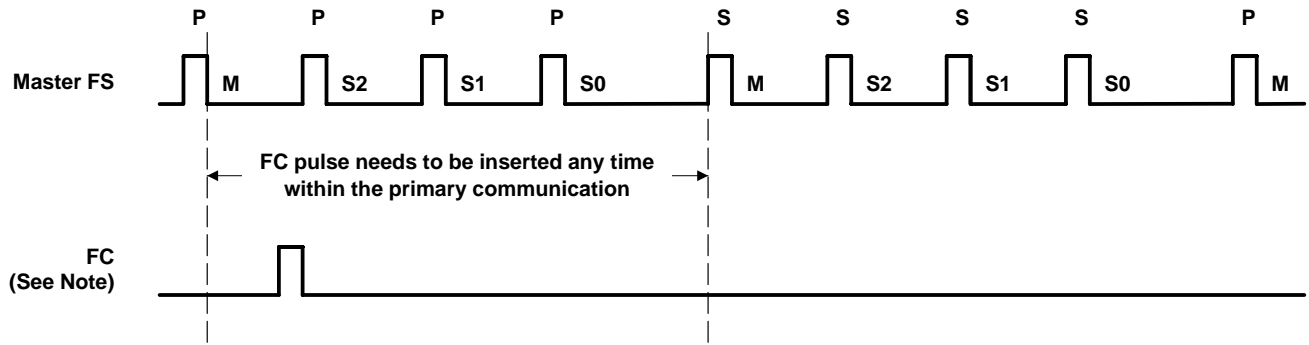 P P P P S S S S P
Master FS M S2 S1 S0 M S2 S1 S0 M
FC pulse needs to be inserted any time
within the primary communication
FC
(See Note)